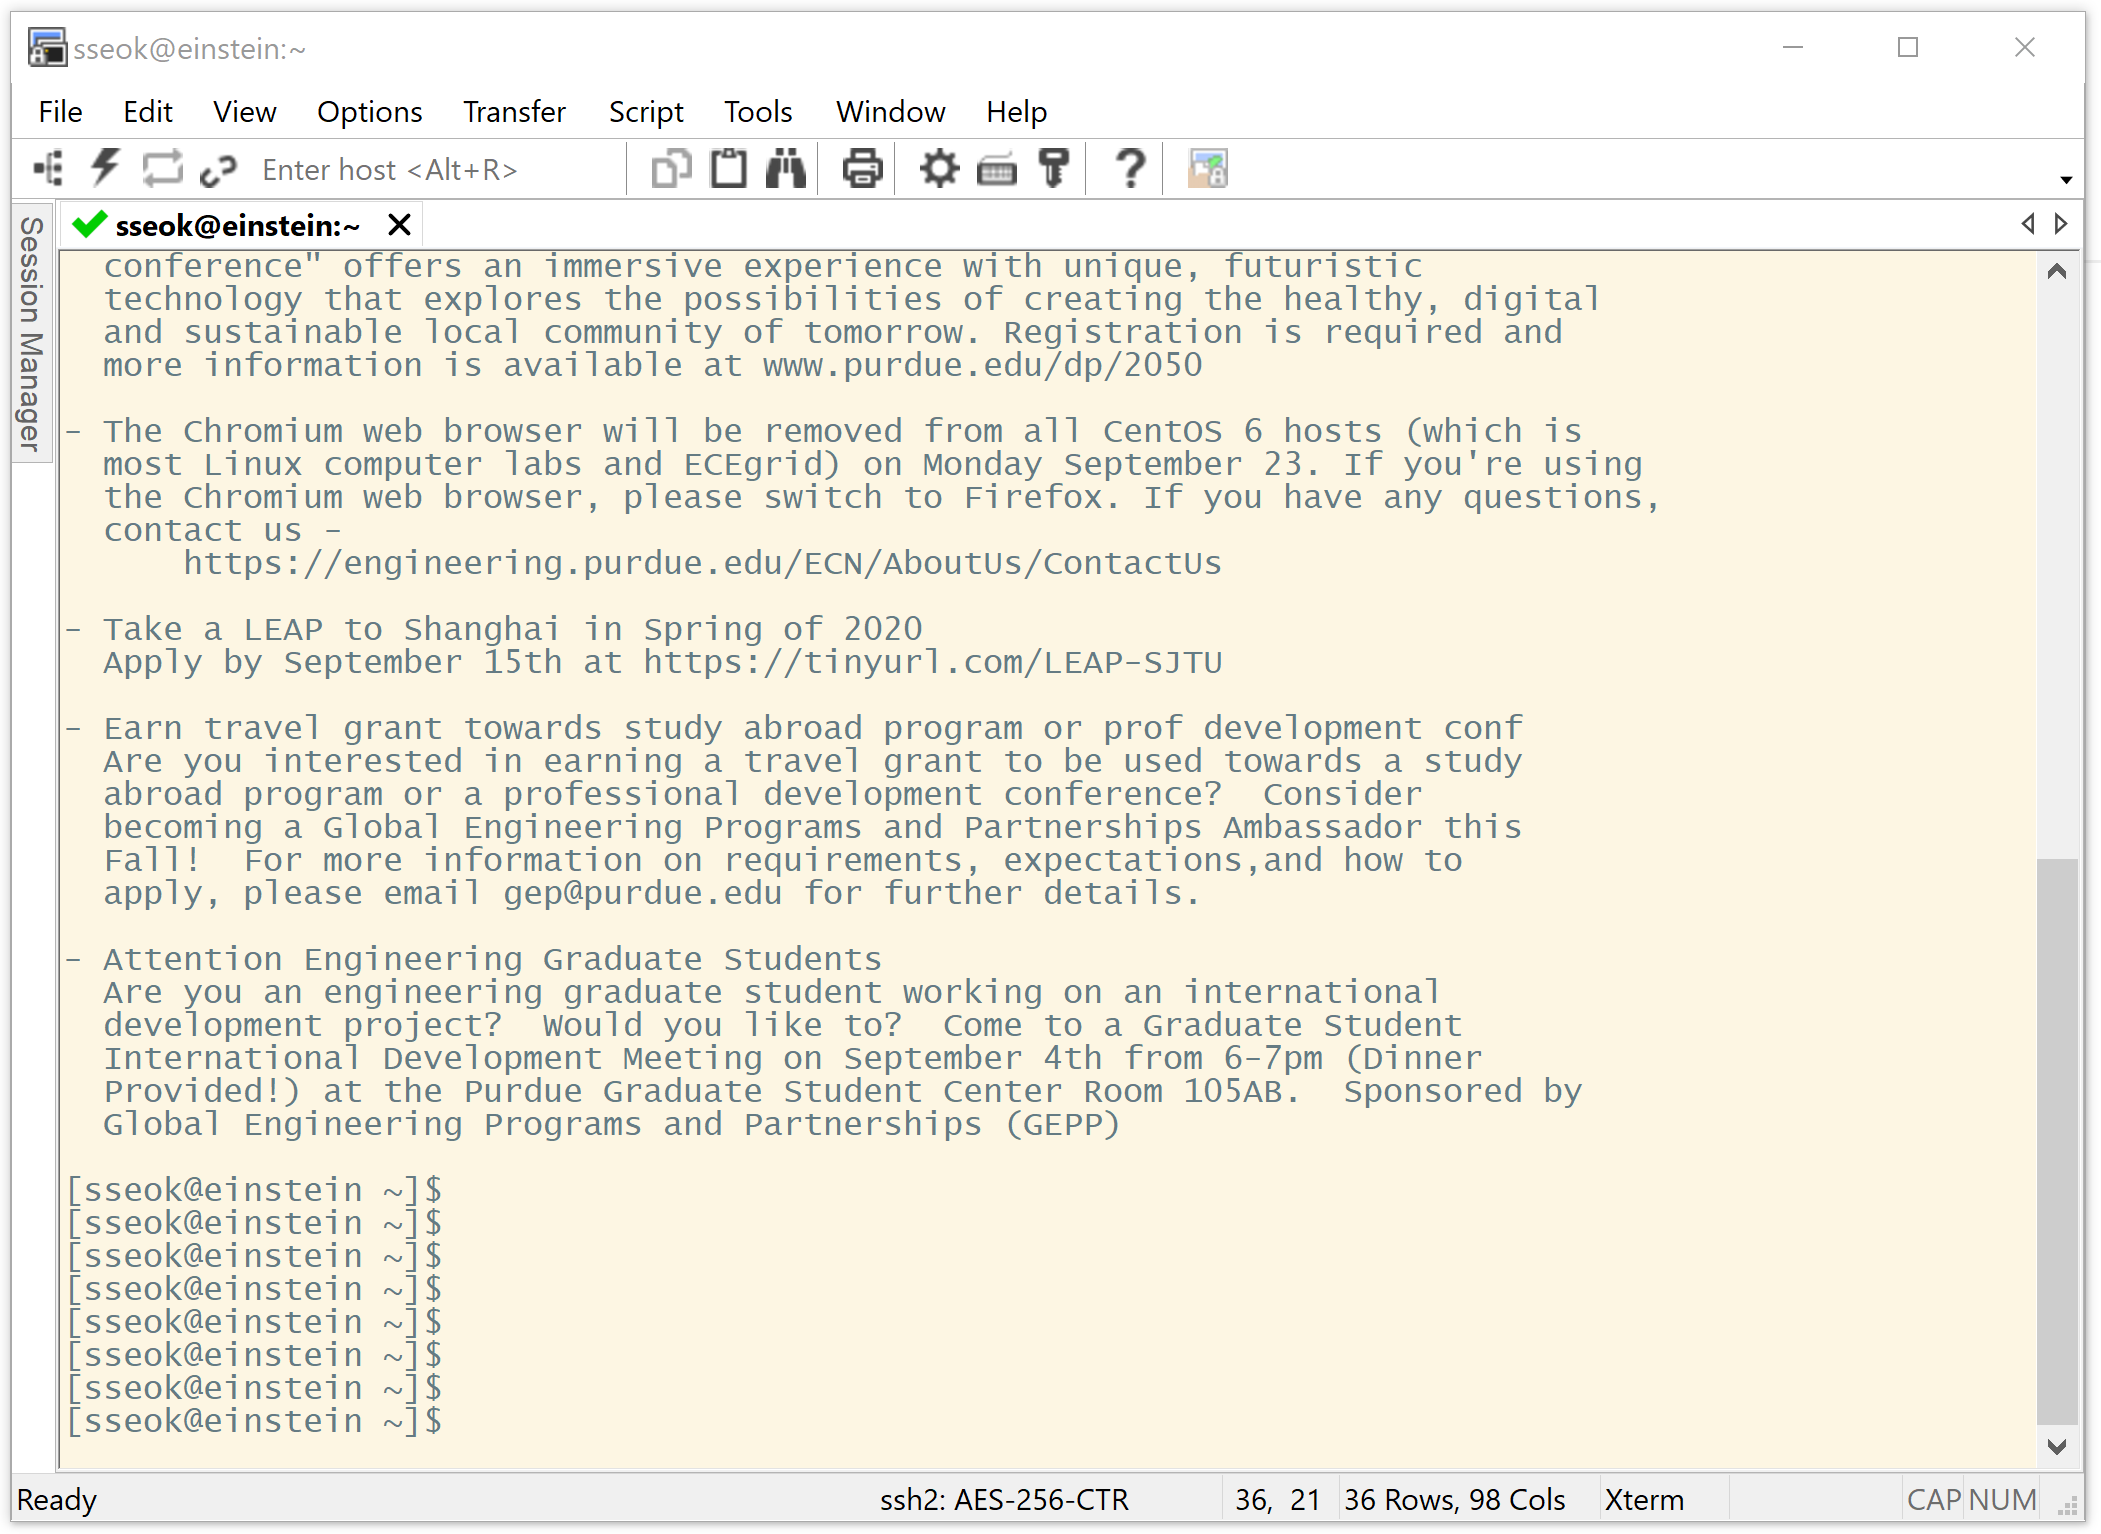 sseok@einstein:~
File Edit View Options Transfer Script Tools Window Help
Enter host <Alt+R>
Session Manager
sseok@einstein:~
conference" offers an immersive experience with unique, futuristic
technology that explores the possibilities of creating the healthy, digital
and sustainable local community of tomorrow. Registration is required and
more information is available at www.purdue.edu/dp/2050
- The Chromium web browser will be removed from all CentOS 6 hosts (which is
most Linux computer labs and ECEgrid) on Monday September 23. If you're using
the Chromium web browser, please switch to Firefox. If you have any questions,
contact us -
https://engineering.purdue.edu/ECN/AboutUs/ContactUs
- Take a LEAP to Shanghai in Spring of 2020
Apply by September 15th at https://tinyurl.com/LEAP-SJTU
- Earn travel grant towards study abroad program or prof development conf
Are you interested in earning a travel grant to be used towards a study
abroad program or a professional development conference?  Consider
becoming a Global Engineering Programs and Partnerships Ambassador this
Fall!  For more information on requirements, expectations,and how to
apply, please email gep@purdue.edu for further details.
- Attention Engineering Graduate Students
Are you an engineering graduate student working on an international
development project?  Would you like to?  Come to a Graduate Student
International Development Meeting on September 4th from 6-7pm (Dinner
Provided!) at the Purdue Graduate Student Center Room 105AB.  Sponsored by
Global Engineering Programs and Partnerships (GEPP)
[sseok@einstein ~]$
[sseok@einstein ~]$
[sseok@einstein ~]$
[sseok@einstein ~]$
[sseok@einstein ~]$
[sseok@einstein ~]$
[sseok@einstein ~]$
[sseok@einstein ~]$
Ready ssh2: AES-256-CTR 36, 21 36 Rows, 98 Cols Xterm CAP NUM